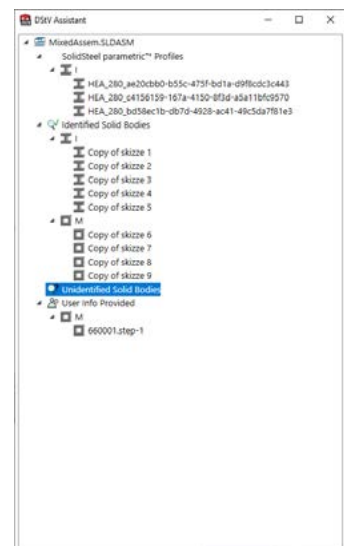 DStV Assistant
MixedAssem.SLDASM
SolidSteel parametric™ Profiles
I
HEA_280_ae20cbb0-b55c-475f-bd1a-d9f8cdc3c443
HEA_280_c4156159-167a-4150-8f3d-a5a11bfc9570
HEA_280_bd58ec1b-db7d-4928-ac41-49c5da7f81e3
Identified Solid Bodies
I
Copy of skizze 1
Copy of skizze 2
Copy of skizze 3
Copy of skizze 4
Copy of skizze 5
M
Copy of skizze 6
Copy of skizze 7
Copy of skizze 8
Copy of skizze 9
Unidentified Solid Bodies
User Info Provided
M
660001.step-1